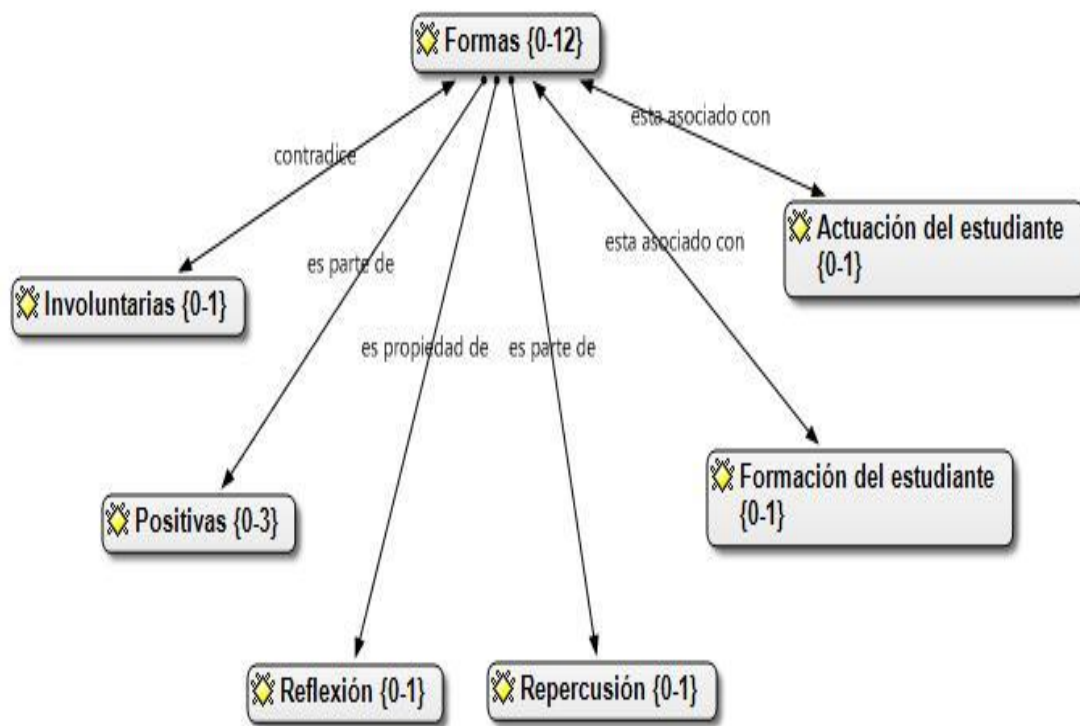 Formas {0-12}
esta asociado con
contradice
Actuación del estudiante
{0-1}
esta asociado con
es parte de
Involuntarias {0-1}
es propiedad de
es parte de
Formación del estudiante
{0-1}
Positivas {0-3}
Reflexión {0-1}
Repercusión {0-1}